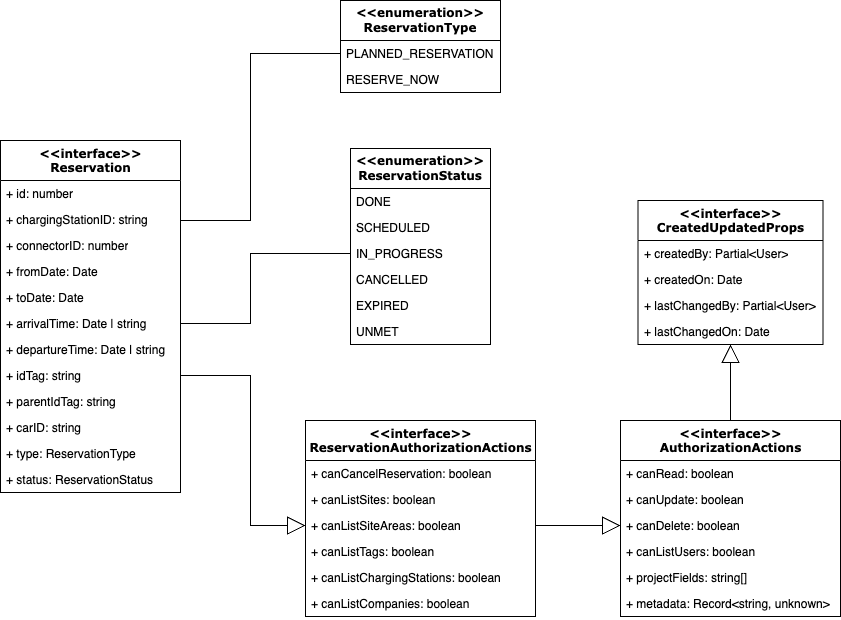 <<enumeration>>
ReservationType
PLANNED_RESERVATION
RESERVE_NOW
<<interface>>
Reservation
+ id: number
+ chargingStationID: string
+ connectorID: number
+ fromDate: Date
+ toDate: Date
+ arrivalTime: Date | string
+ departureTime: Date | string
+ idTag: string
+ parentIdTag: string
+ carID: string
+ type: ReservationType
+ status: ReservationStatus
<<enumeration>>
ReservationStatus
DONE
SCHEDULED
IN_PROGRESS
CANCELLED
EXPIRED
UNMET
<<interface>>
CreatedUpdatedProps
+ createdBy: Partial<User>
+ createdOn: Date
+ lastChangedBy: Partial<User>
+ lastChangedOn: Date
<<interface>>
ReservationAuthorizationActions
+ canCancelReservation: boolean
+ canListSites: boolean
+ canListSiteAreas: boolean
+ canListTags: boolean
+ canListChargingStations: boolean
+ canListCompanies: boolean
<<interface>>
AuthorizationActions
+ canRead: boolean
+ canUpdate: boolean
+ canDelete: boolean
+ canListUsers: boolean
+ projectFields: string[]
+ metadata: Record<string, unknown>